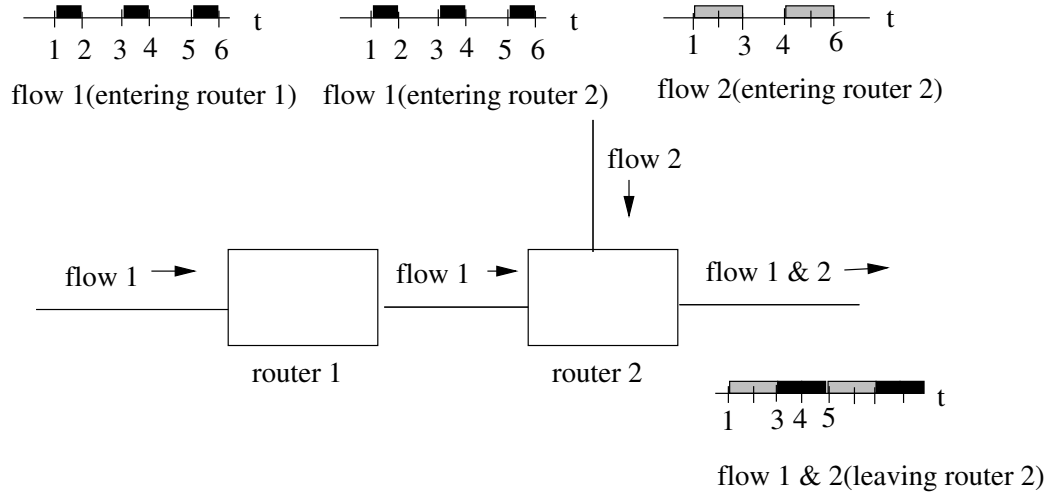 t
1 2 3 4 5 6
flow 1(entering router 1)
t
1 2 3 4 5 6
flow 1(entering router 2)
t
1 3 4 6
flow 2(entering router 2)
flow 2
flow 1
flow 1
flow 1 & 2
router 1
router 2
t
1 3 4 5
flow 1 & 2(leaving router 2)